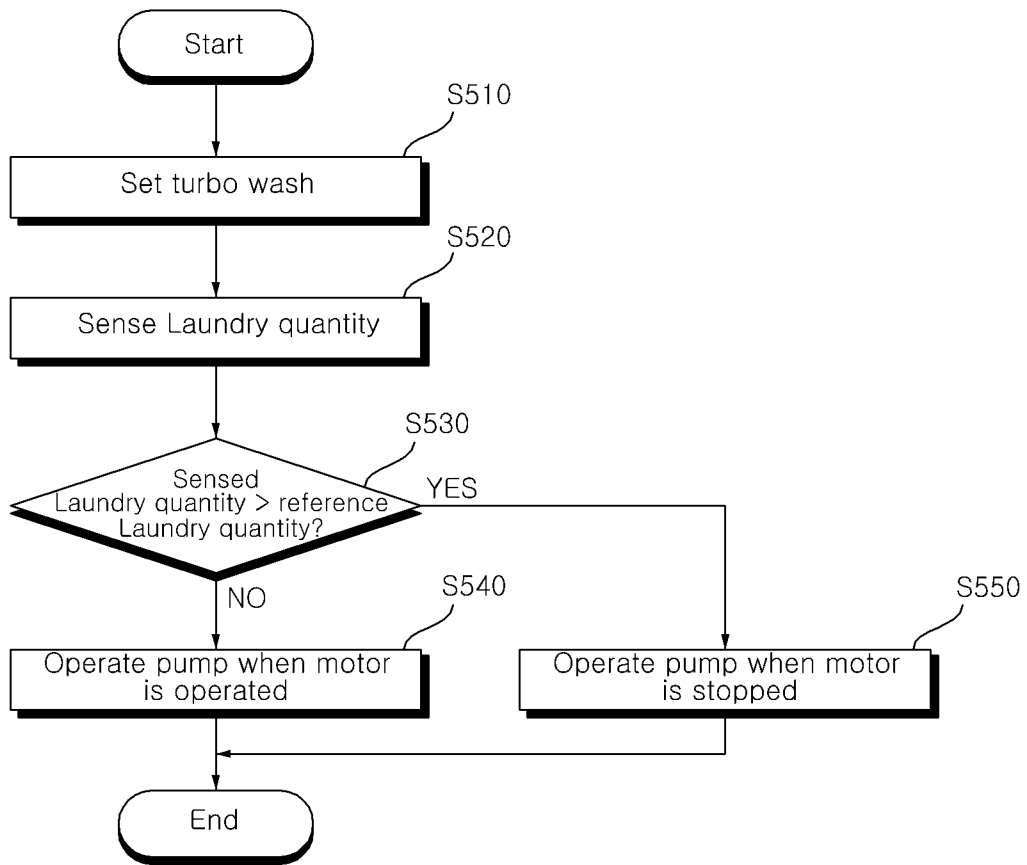 Start
S510
Set turbo wash
S520
Sense Laundry quantity
S530
Sensed
Laundry quantity > reference
Laundry quantity?
YES
NO
S540
S550
Operate pump when motor
is operated
Operate pump when motor
is stopped
End